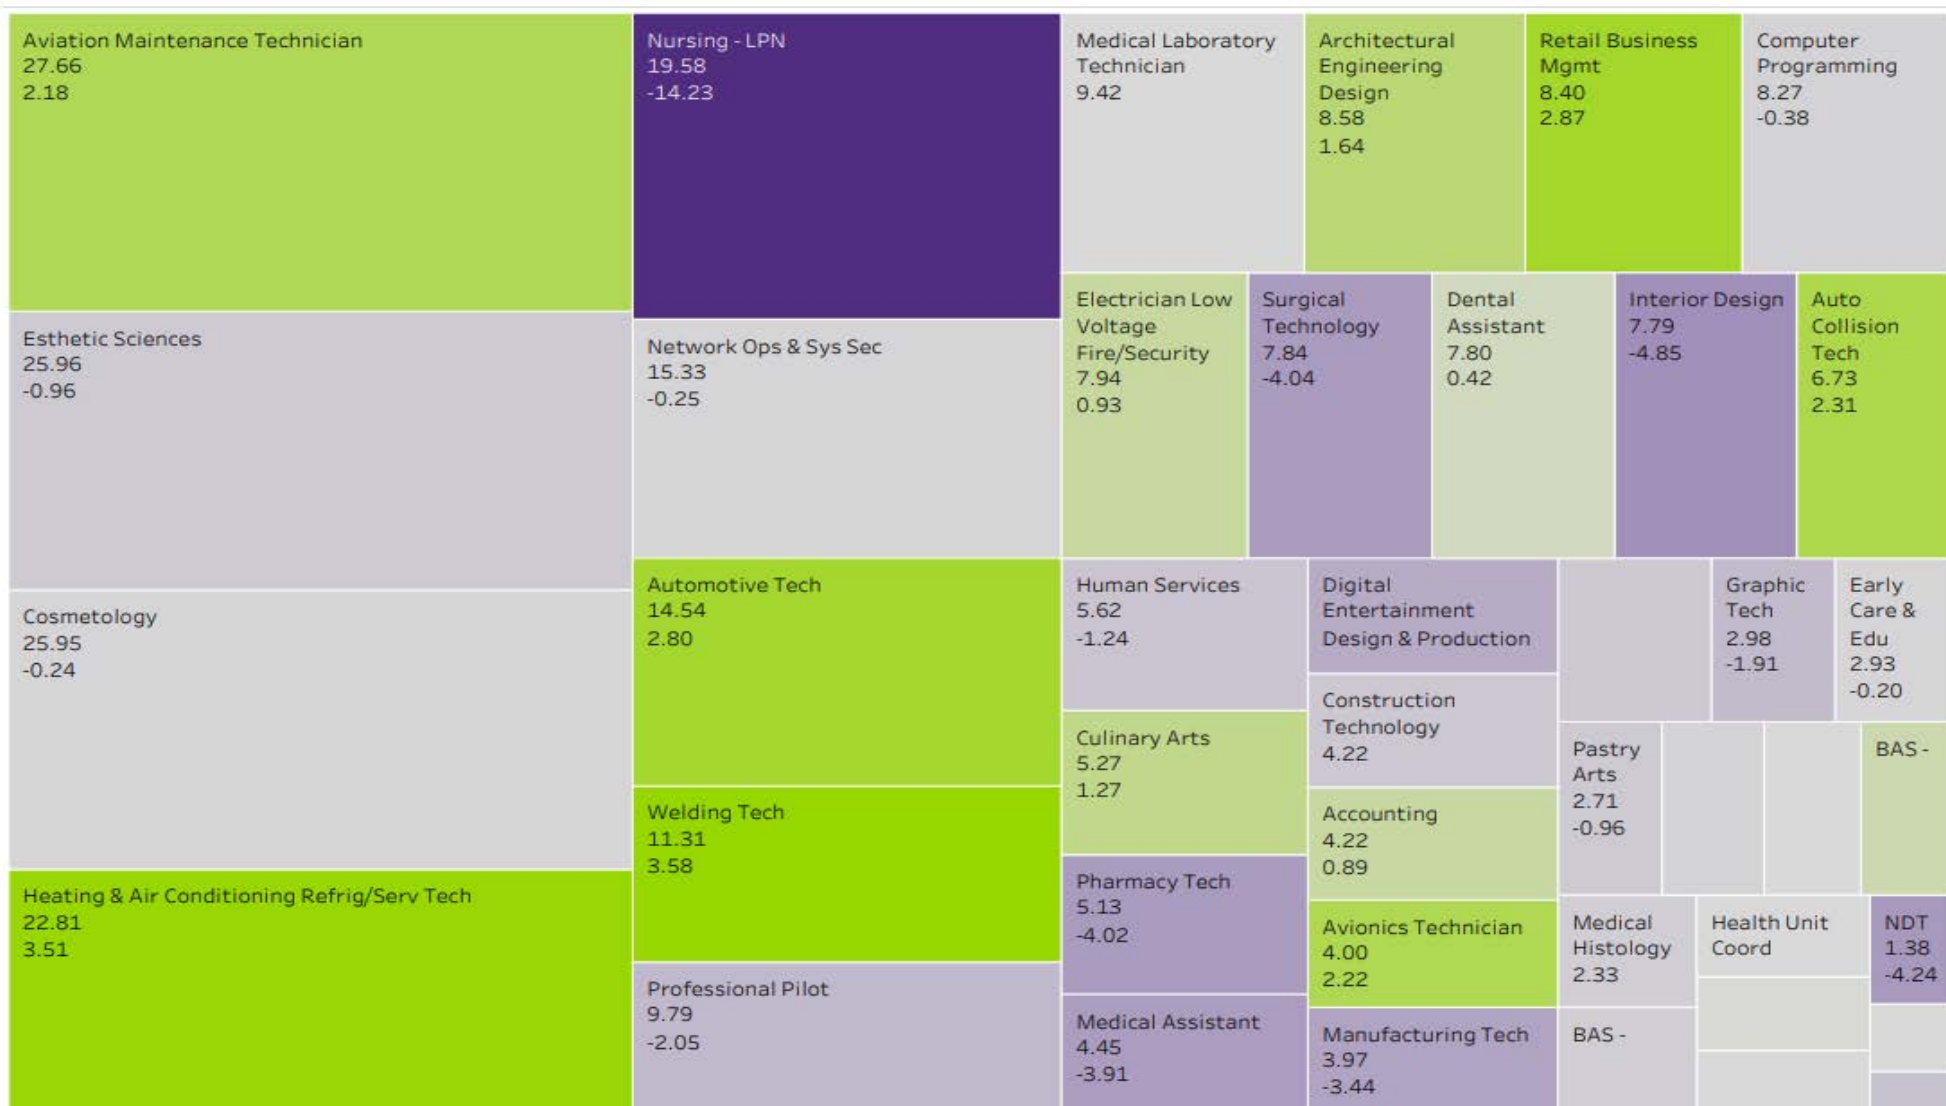 Aviation Maintenance Technician
27.66
2.18
Esthetic Sciences
25.96
-0.96
Cosmetology
25.95
-0.24
Heating & Air Conditioning Refrig/Serv Tech
22.81
3.51
Nursing - LPN
19.58
-14.23
Network Ops & Sys Sec
15.33
-0.25
Automotive Tech
14.54
2.80
Welding Tech
11.31
3.58
Professional Pilot
9.79
-2.05
Medical Laboratory
Technician
9.42
Architectural
Engineering
Design
8.58
1.64
Retail Business
Mgmt
8.40
2.87
Computer
Programming
8.27
-0.38
Electrician Low
Voltage
Fire/Security
7.94
0.93
Surgical
Technology
7.84
-4.04
Dental
Assistant
7.80
0.42
Interior Design
7.79
-4.85
Auto
Collision
Tech
6.73
2.31
Human Services
5.62
-1.24
Culinary Arts
5.27
1.27
Pharmacy Tech
5.13
-4.02
Medical Assistant
4.45
-3.91
Digital
Entertainment
Design & Production
Construction
Technology
4.22
Accounting
4.22
0.89
Avionics Technician
4.00
2.22
Manufacturing Tech
3.97
-3.44
Graphic
Tech
2.98
-1.91
Early
Care &
Edu
2.93
-0.20
Pastry
Arts
2.71
-0.96
BAS -
Medical
Histology
2.33
Health Unit
Coord
NDT
1.38
-4.24
BAS -